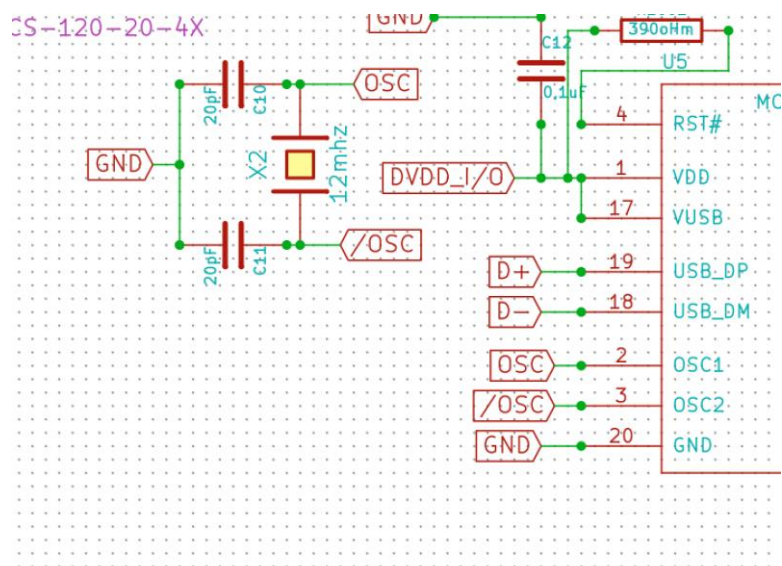 CS-120-20-4X
GND
C12
0,1uF
390oHm
U5
MC
20pF
C10
OSC
GND
X2
12mhz
20pF
C11
/OSC
4
RST#
DVDD_I/O
1
VDD
17
VUSB
D+
19
USB_DP
D-
18
USB_DM
OSC
2
OSC1
/OSC
3
OSC2
GND
20
GND